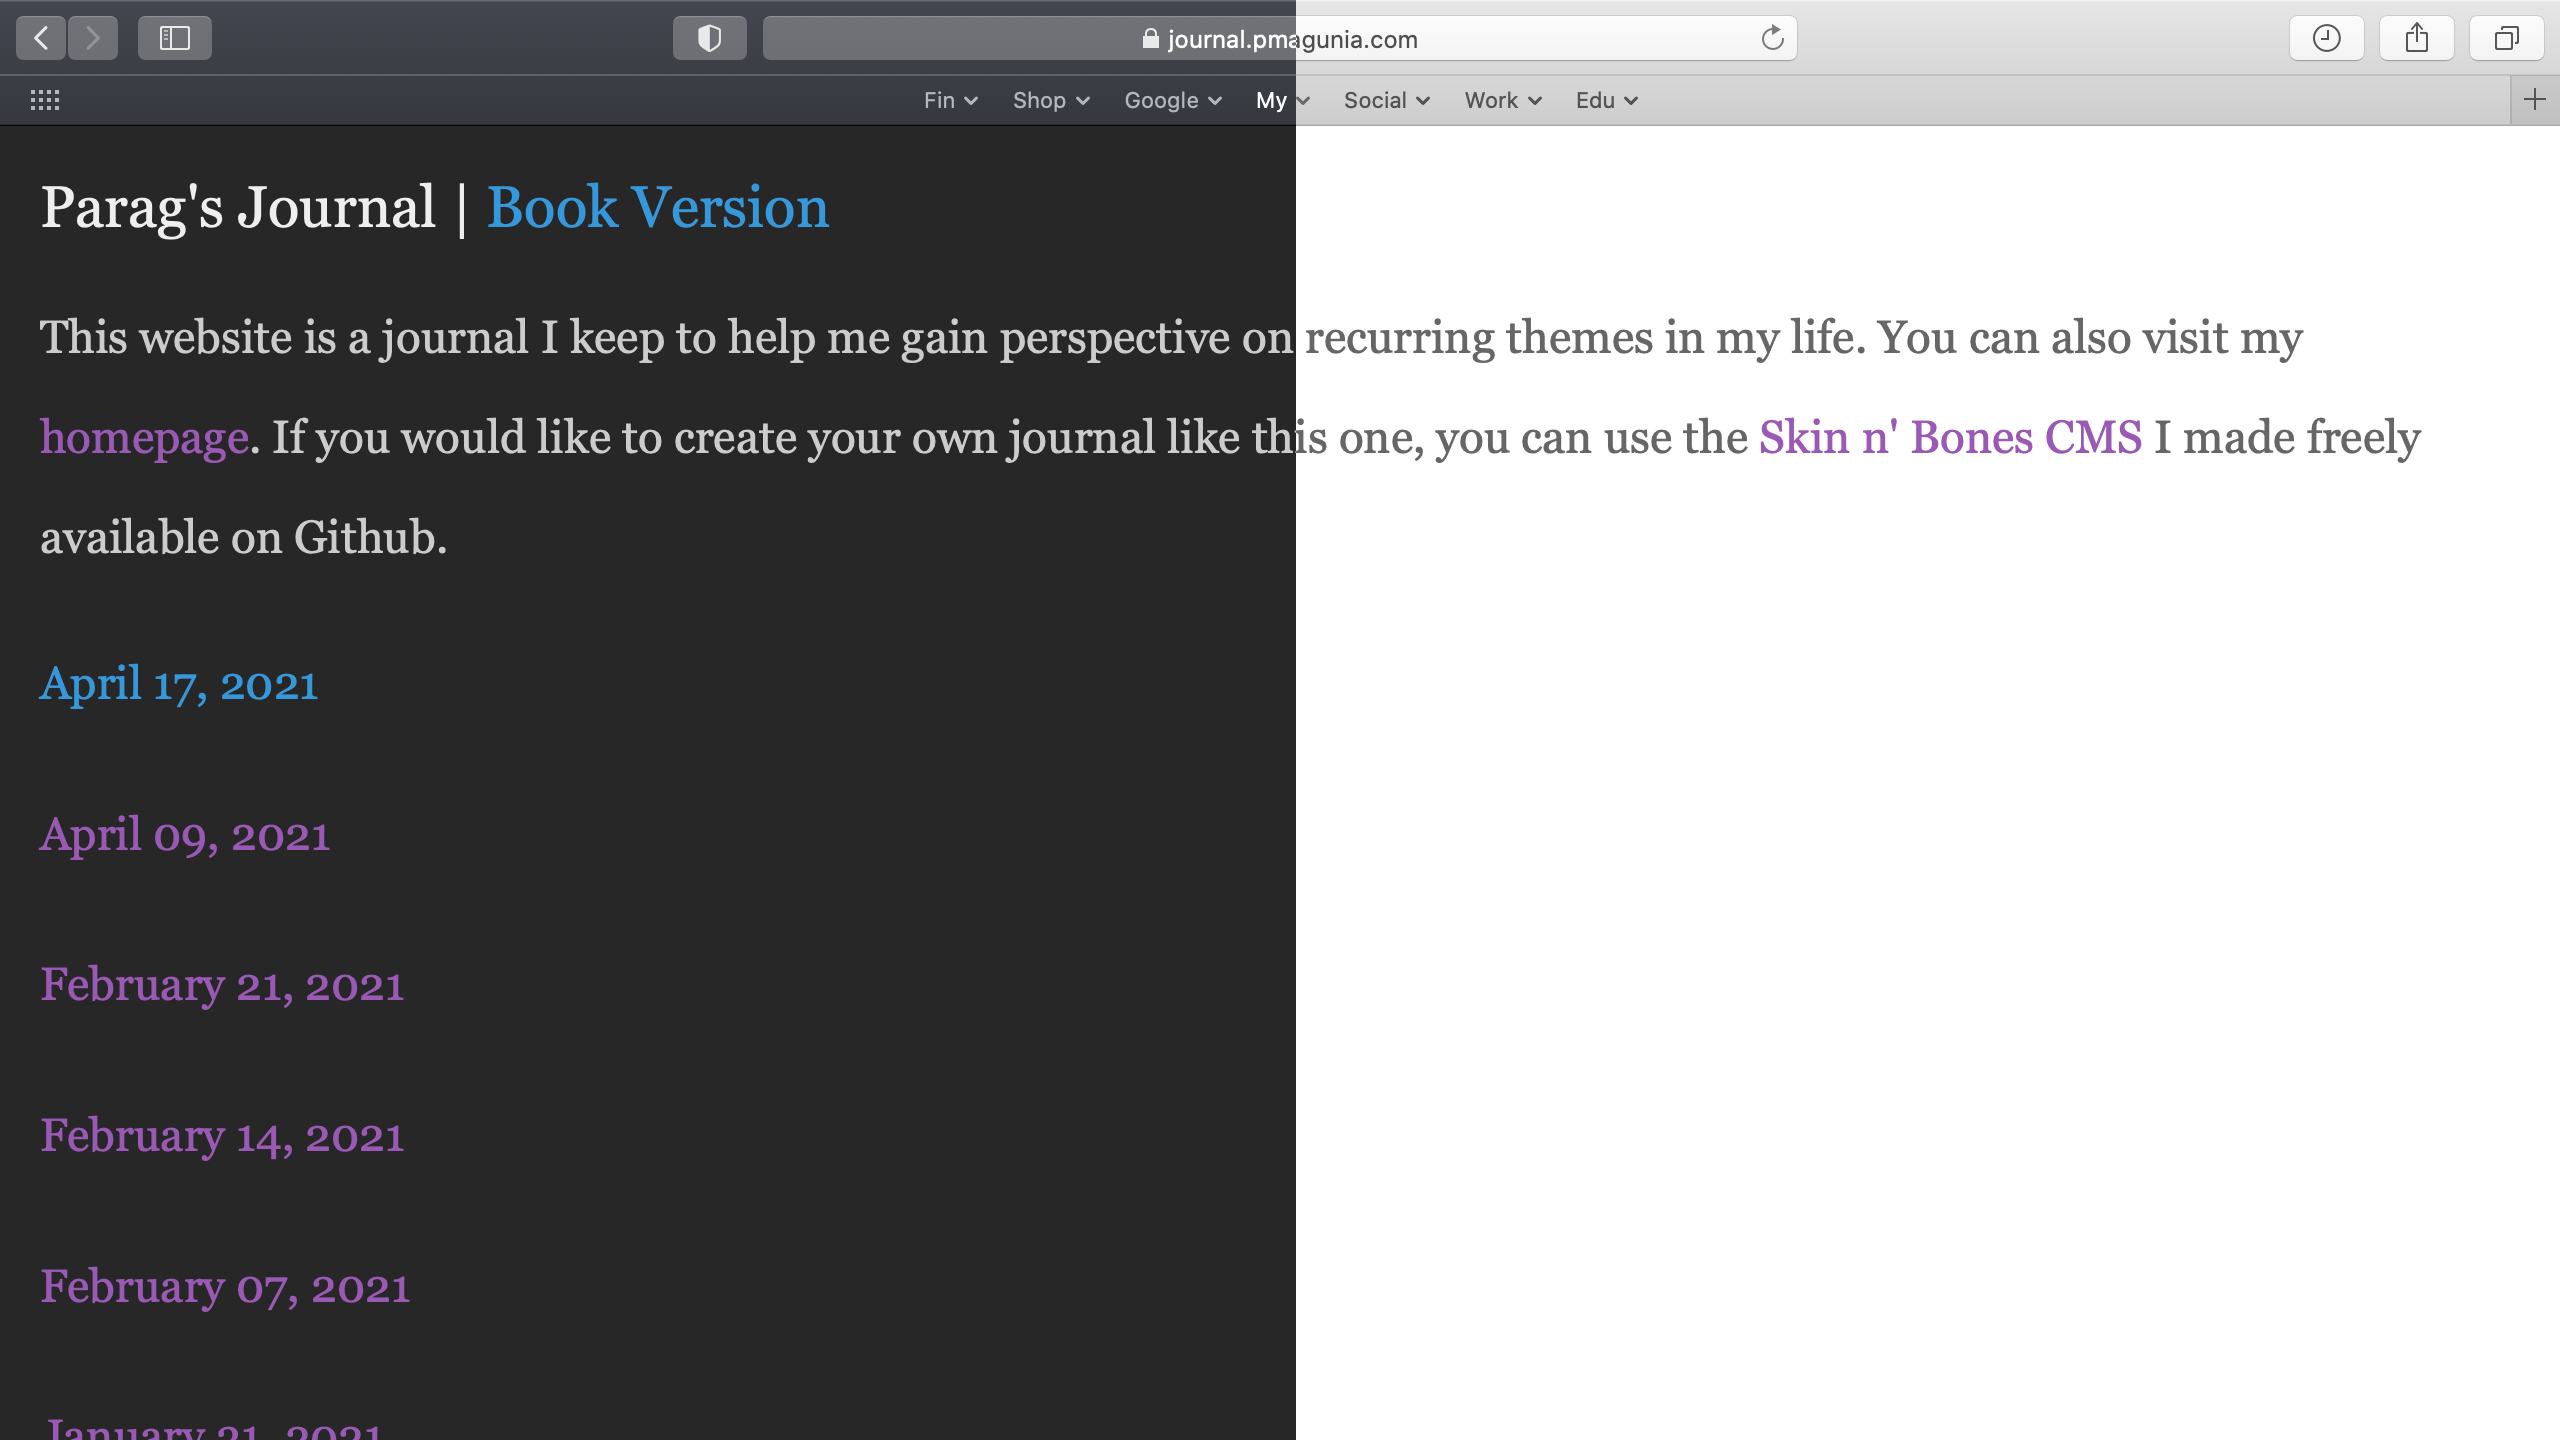 journal.pmagunia.com
Fin Shop Google My Social Work Edu
Parag's Journal | Book Version
This website is a journal I keep to help me gain perspective on recurring themes in my life. You can also visit my
homepage. If you would like to create your own journal like this one, you can use the Skin n' Bones CMS I made freely
available on Github.
April 17, 2021
April 09, 2021
February 21, 2021
February 14, 2021
February 07, 2021
January 21, 2021